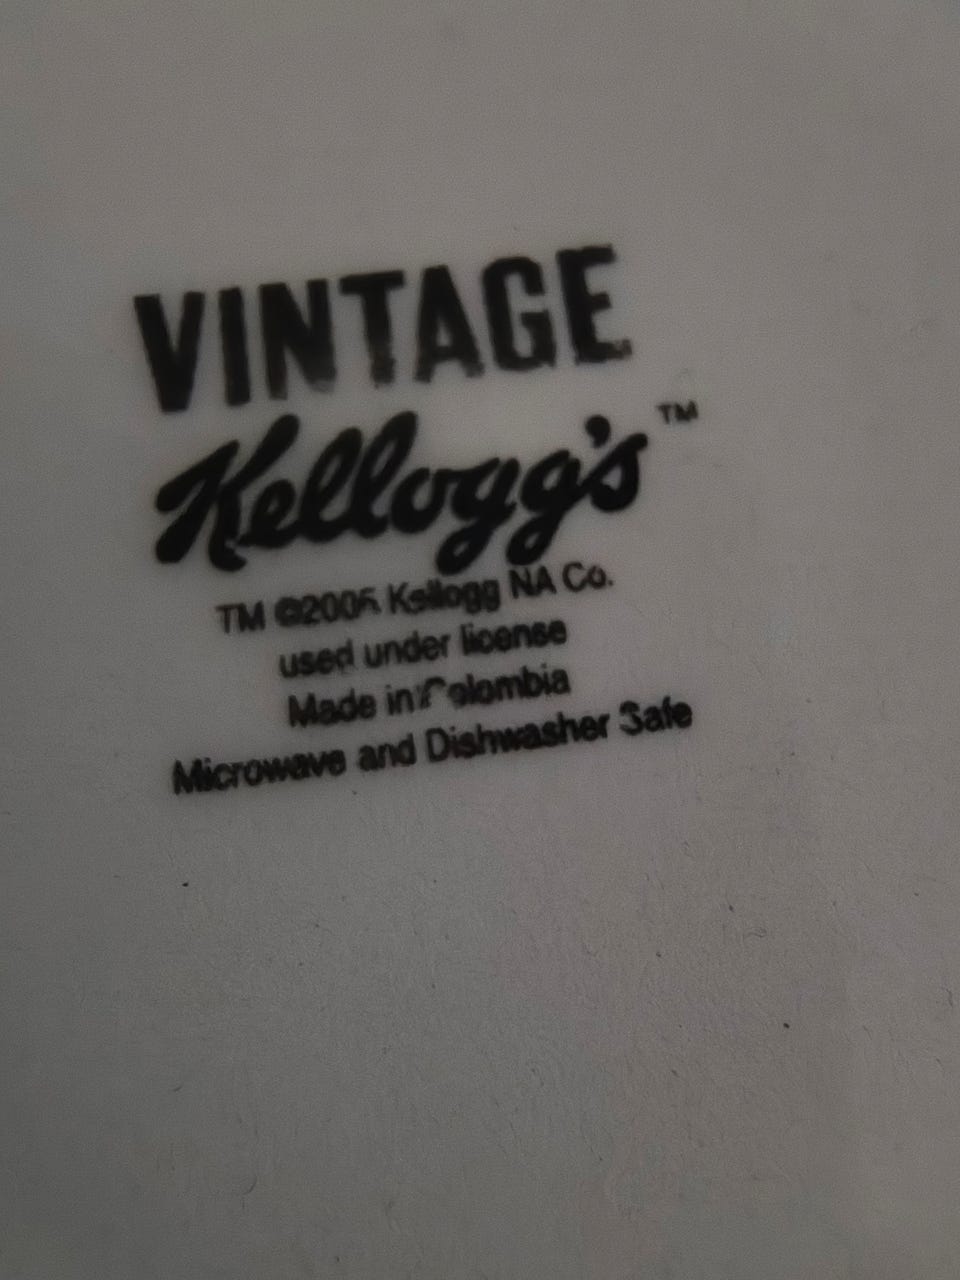 VINTAGE
Kellogg's™
TM ©2005 Kellogg NA Co.
used under license
Made in Colombia
Microwave and Dishwasher Safe